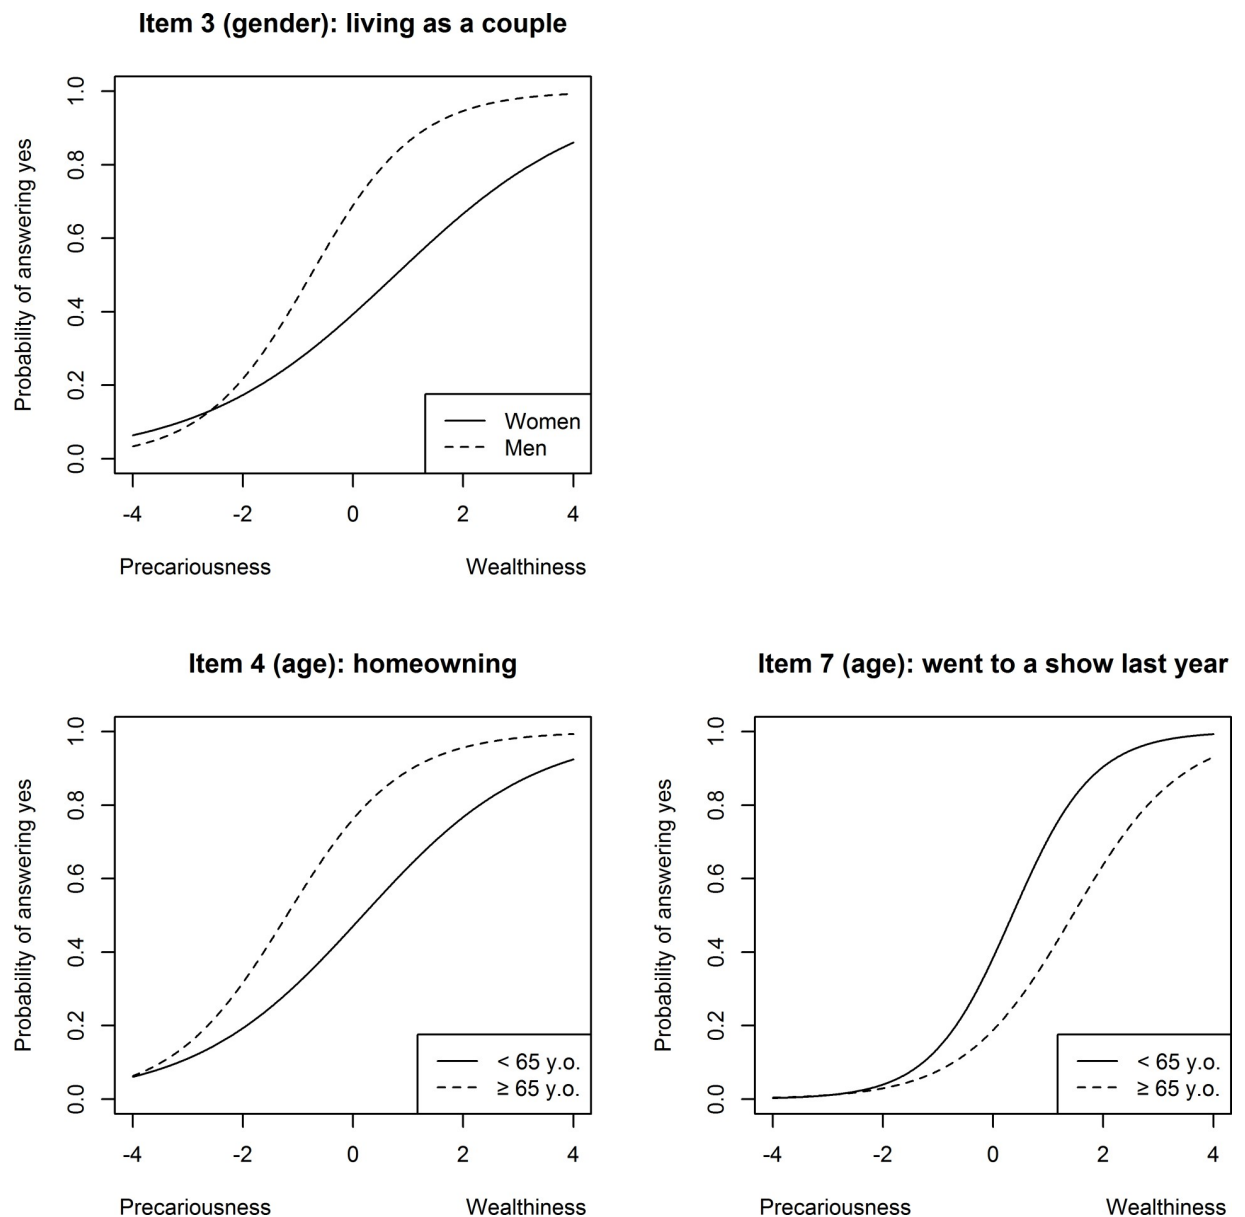 Item 3 (gender): living as a couple
Probability of answering yes
1.0
0.8
0.6
0.4
0.2
0.0
Women
Men
-4 -2 0 2 4
Precariousness Wealthiness
Item 4 (age): homeowning
Probability of answering yes
1.0
0.8
0.6
0.4
0.2
0.0
< 65 y.o.
≥ 65 y.o.
-4 -2 0 2 4
Precariousness Wealthiness
Item 7 (age): went to a show last year
Probability of answering yes
1.0
0.8
0.6
0.4
0.2
0.0
< 65 y.o.
≥ 65 y.o.
-4 -2 0 2 4
Precariousness Wealthiness